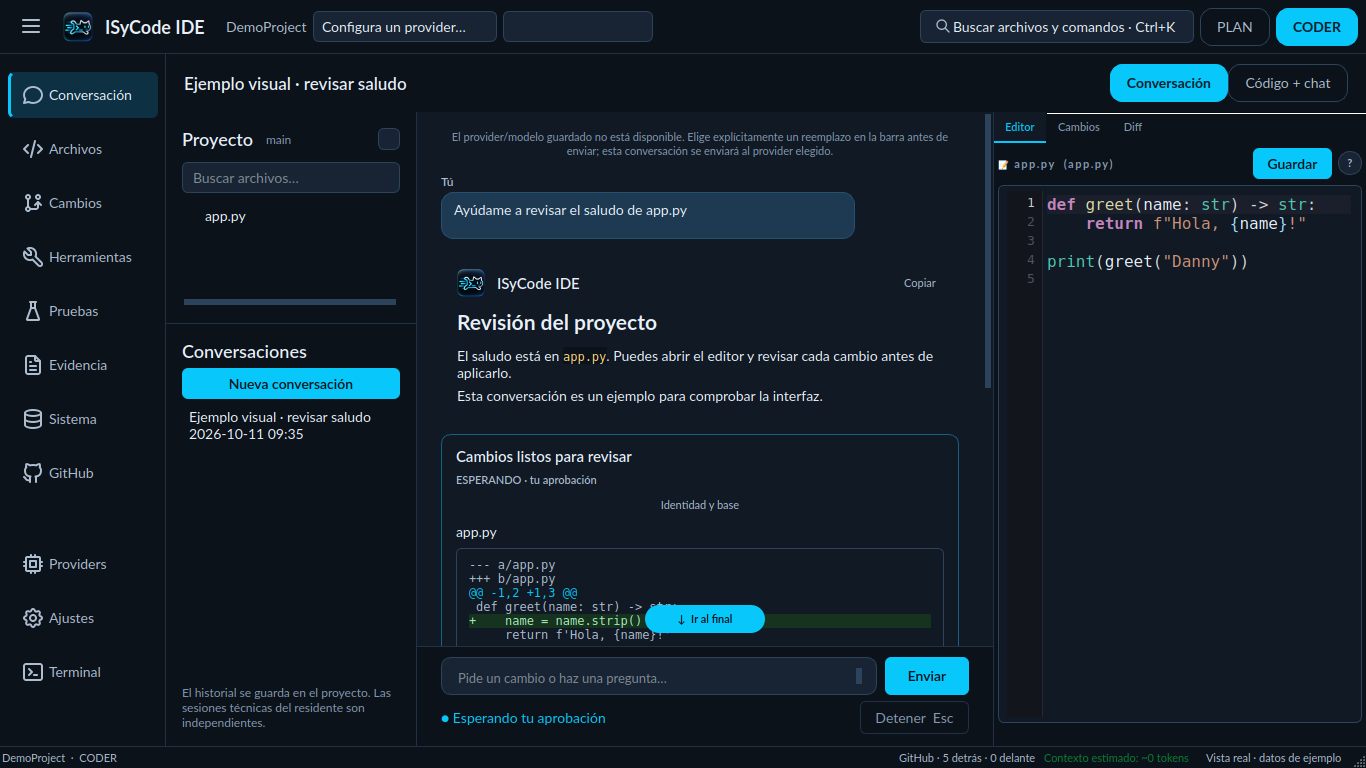 ISyCode IDE
DemoProject
Configura un provider...
Buscar archivos y comandos · Ctrl+K
PLAN
CODER
Conversación
Archivos
Cambios
Herramientas
Pruebas
Evidencia
Sistema
GitHub
Providers
Ajustes
Terminal
Ejemplo visual · revisar saludo
Conversación
Código + chat
Proyecto main
Buscar archivos...
app.py
Conversaciones
Nueva conversación
Ejemplo visual · revisar saludo
2026-10-11 09:35
El historial se guarda en el proyecto. Las
sesiones técnicas del residente son
independientes.
El provider/modelo guardado no está disponible. Elige explícitamente un reemplazo en la barra antes de
enviar; esta conversación se enviará al provider elegido.
Tú
Ayúdame a revisar el saludo de app.py
ISyCode IDE
Copiar
Revisión del proyecto
El saludo está en app.py. Puedes abrir el editor y revisar cada cambio antes de
aplicarlo.
Esta conversación es un ejemplo para comprobar la interfaz.
Cambios listos para revisar
ESPERANDO · tu aprobación
Identidad y base
app.py
--- a/app.py
+++ b/app.py
@@ -1,2 +1,3 @@
def greet(name: str) ->
+    name = name.strip()
return f'Hola, {name}!
↓ Ir al final
Pide un cambio o haz una pregunta...
Enviar
Esperando tu aprobación
Detener Esc
Editor
Cambios
Diff
app.py (app.py)
Guardar
?
1 def greet(name: str) -> str:
2     return f"Hola, {name}!"
3
4 print(greet("Danny"))
5
DemoProject · CODER
GitHub · 5 detrás · 0 delante
Contexto estimado: ~0 tokens
Vista real · datos de ejemplo